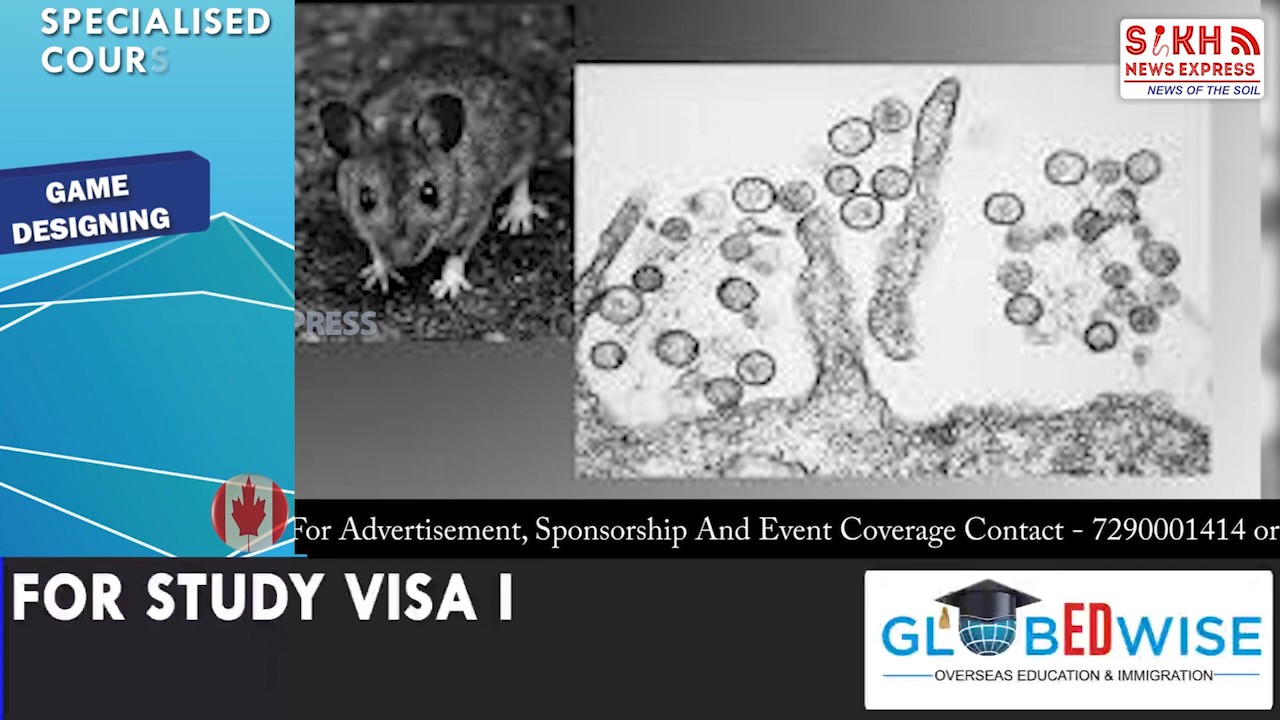 SPECIALISED
COURS
GAME
DESIGNING
SiKH
NEWS EXPRESS
NEWS OF THE SOIL
PRESS
For Advertisement, Sponsorship And Event Coverage Contact - 7290001414 or
FOR STUDY VISA I
GLOBEDWISE
OVERSEAS EDUCATION & IMMIGRATION